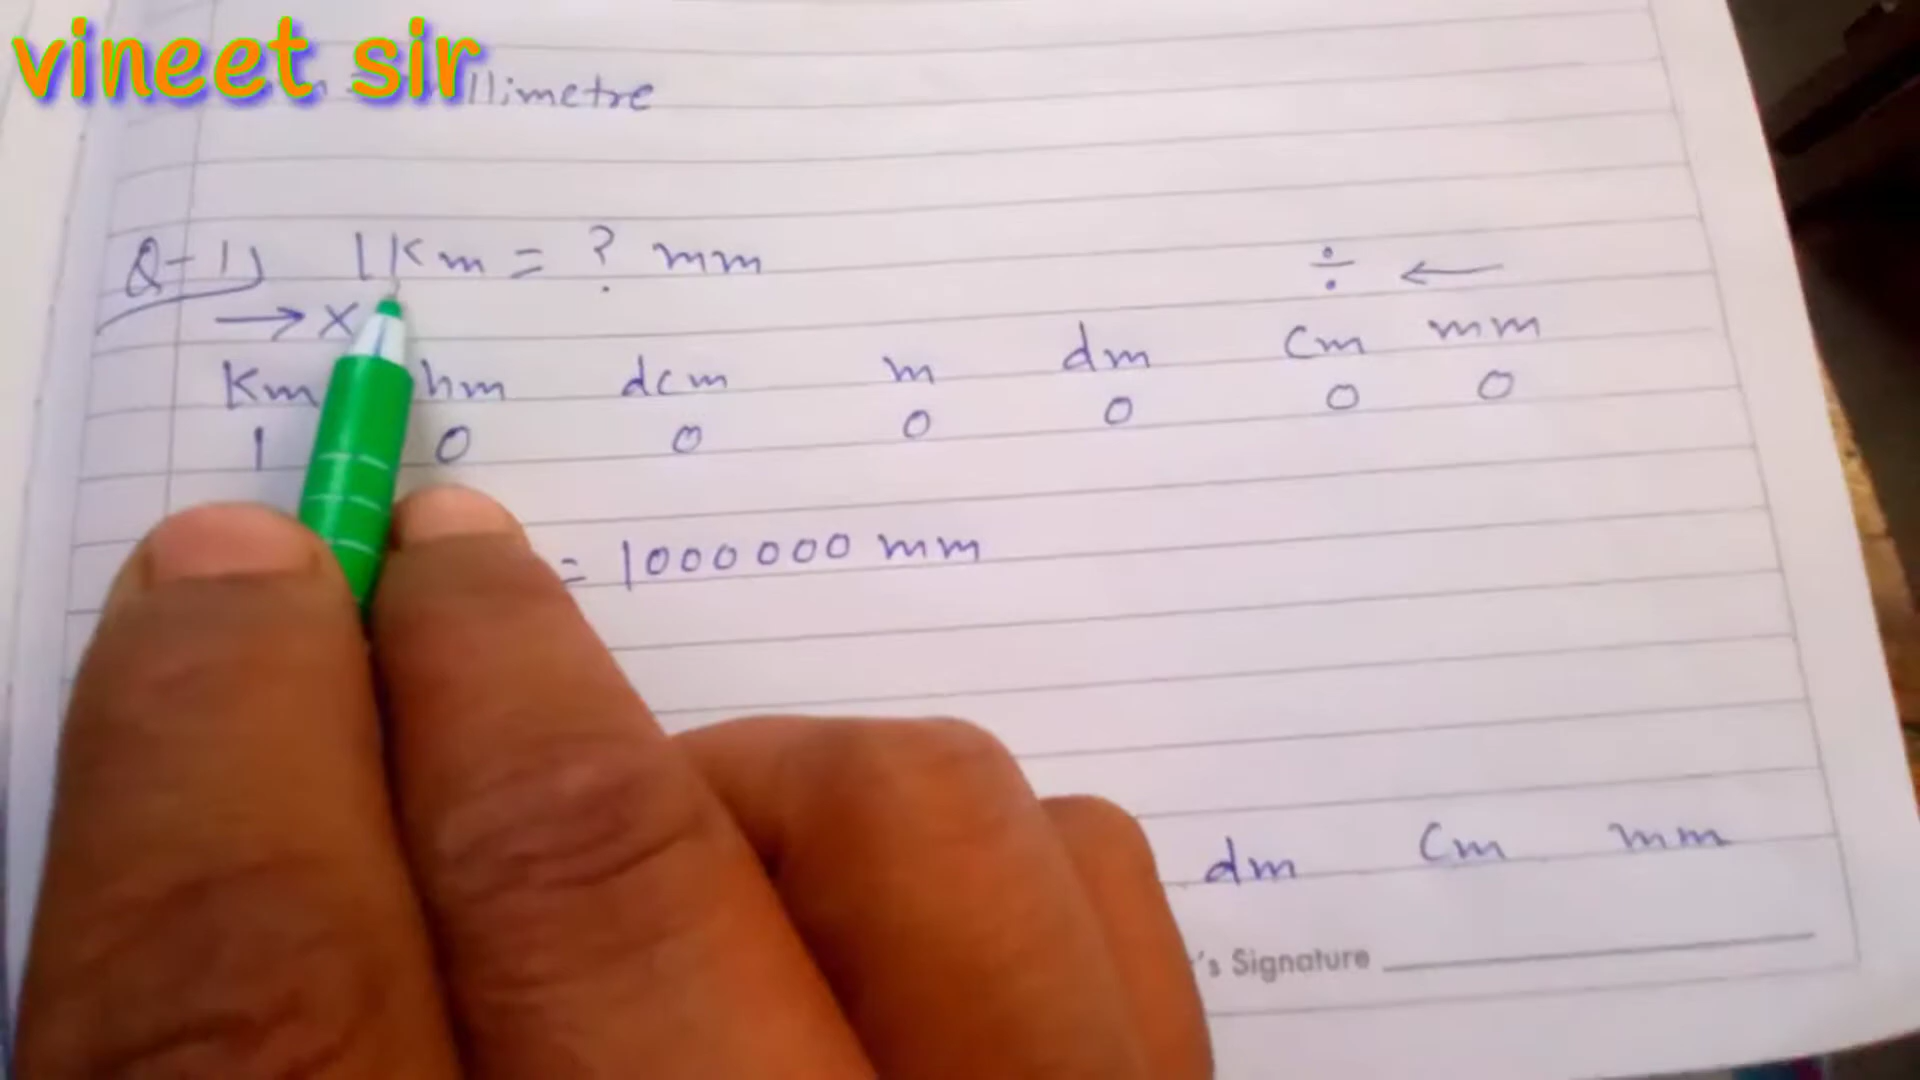 vineet sir
llimetre
Q-1) 1Km = ? mm
→ × ÷ ←
Km hm dcm m dm cm mm
1 0 0 0 0 0 0
= 1000000 mm
dm cm mm
's Signature